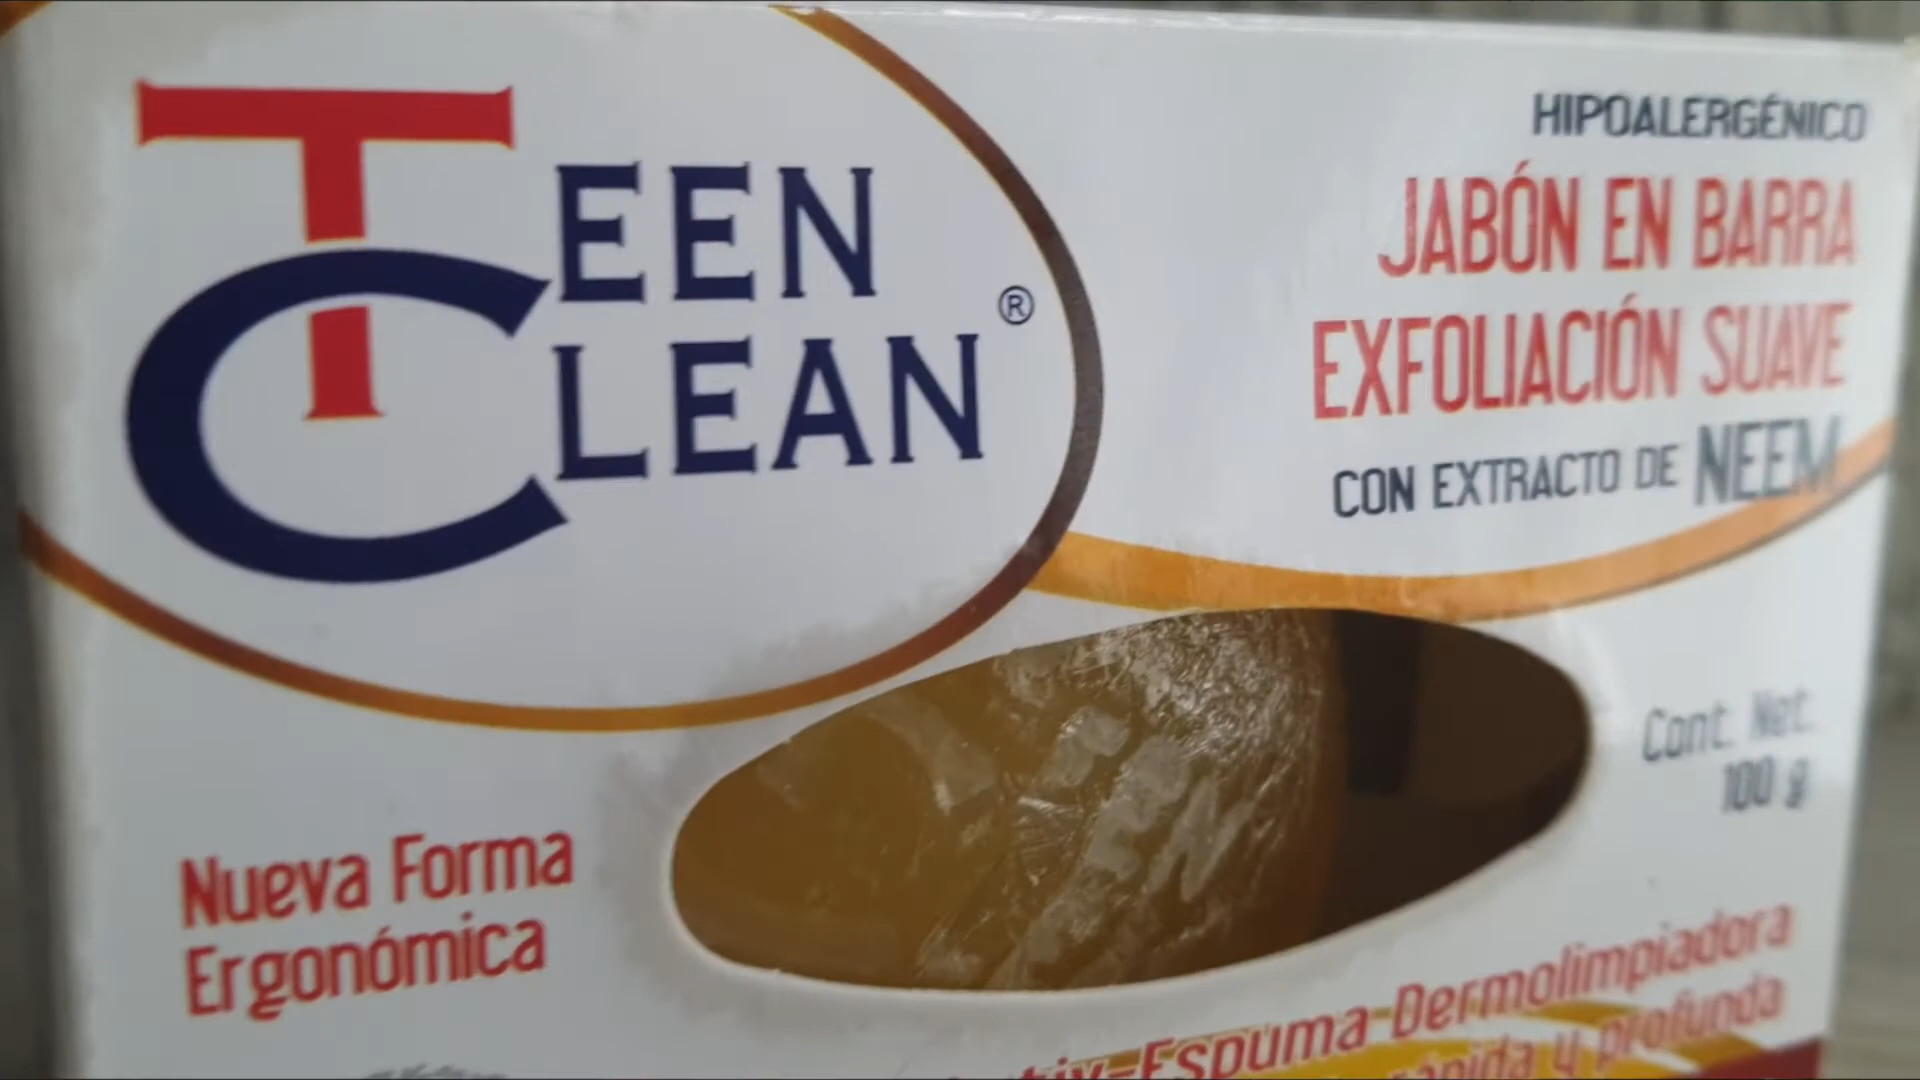 TEEN
CLEAN®
HIPOALERGÉNICO
JABÓN EN BARRA
EXFOLIACIÓN SUAVE
CON EXTRACTO DE NEEM
Cont. Net.
100 g
Nueva Forma
Ergonómica
Espuma Dermolimpiadora
rápida y profunda